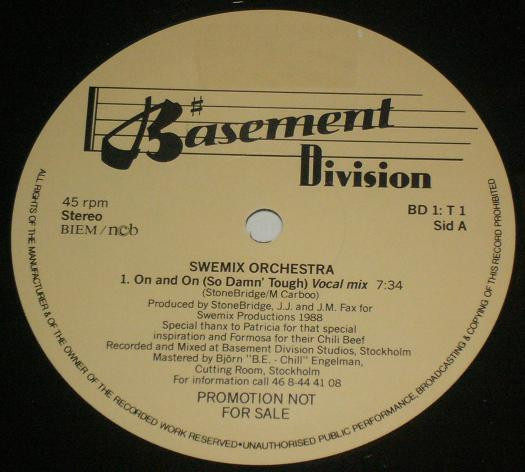 Basement
Division
45 rpm
Stereo
BIEM/ncb
BD 1: T 1
Sid A
SWEMIX ORCHESTRA
1. On and On (So Damn' Tough) Vocal mix 7:34
(StoneBridge/M Carboo)
Produced by StoneBridge, J.J. and J.M. Fax for
Swemix Productions 1988
Special thanx to Patricia for that special
inspiration and Formosa for their Chili Beef
Recorded and Mixed at Basement Division Studios, Stockholm
Mastered by Björn "B.E. - Chill" Engelman,
Cutting Room, Stockholm
For information call 46 8-44 41 08
PROMOTION NOT
FOR SALE
ALL RIGHTS OF THE MANUFACTURER & OF THE OWNER OF THE RECORDED WORK RESERVED•UNAUTHORISED PUBLIC PERFORMANCE, BROADCASTING & COPYING OF THIS RECORD PROHIBITED